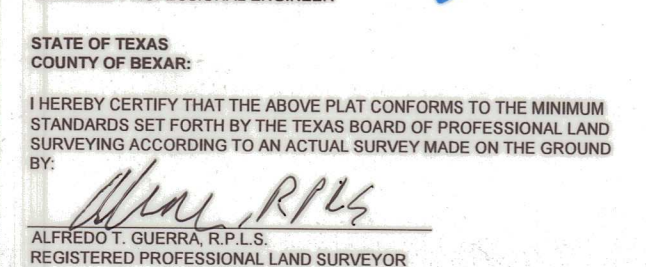 STATE OF TEXAS
COUNTY OF BEXAR:
I HEREBY CERTIFY THAT THE ABOVE PLAT CONFORMS TO THE MINIMUM
STANDARDS SET FORTH BY THE TEXAS BOARD OF PROFESSIONAL LAND
SURVEYING ACCORDING TO AN ACTUAL SURVEY MADE ON THE GROUND
BY:
, RPLS
ALFREDO T. GUERRA, R.P.L.S.
REGISTERED PROFESSIONAL LAND SURVEYOR